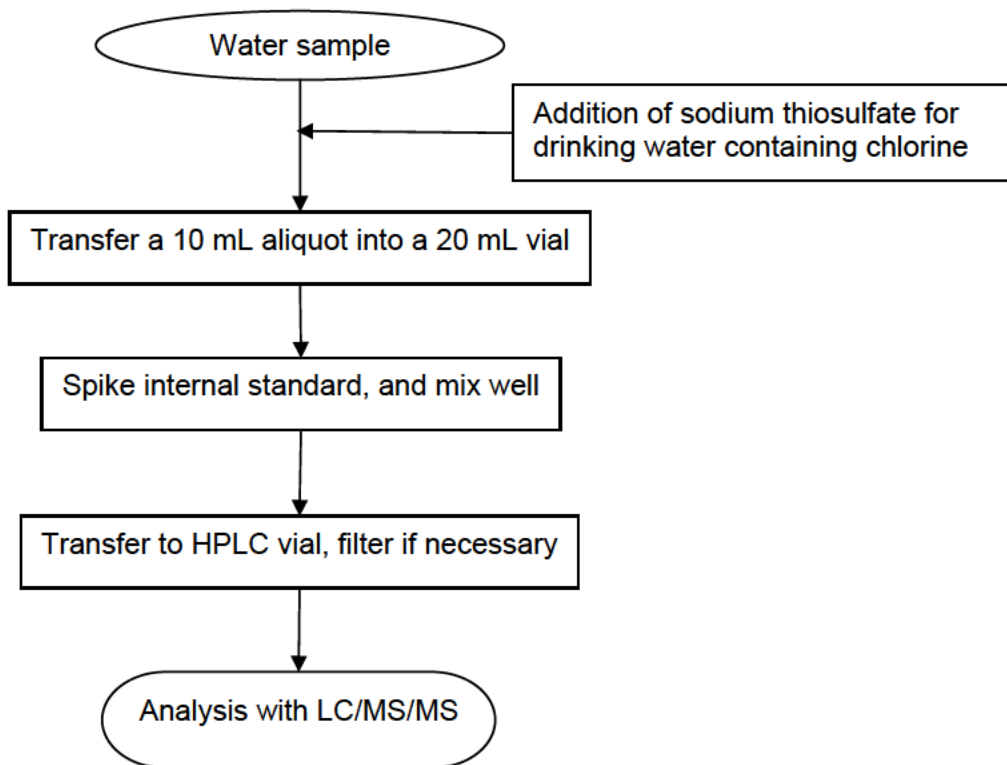 Water sample
Addition of sodium thiosulfate for
drinking water containing chlorine
Transfer a 10 mL aliquot into a 20 mL vial
Spike internal standard, and mix well
Transfer to HPLC vial, filter if necessary
Analysis with LC/MS/MS